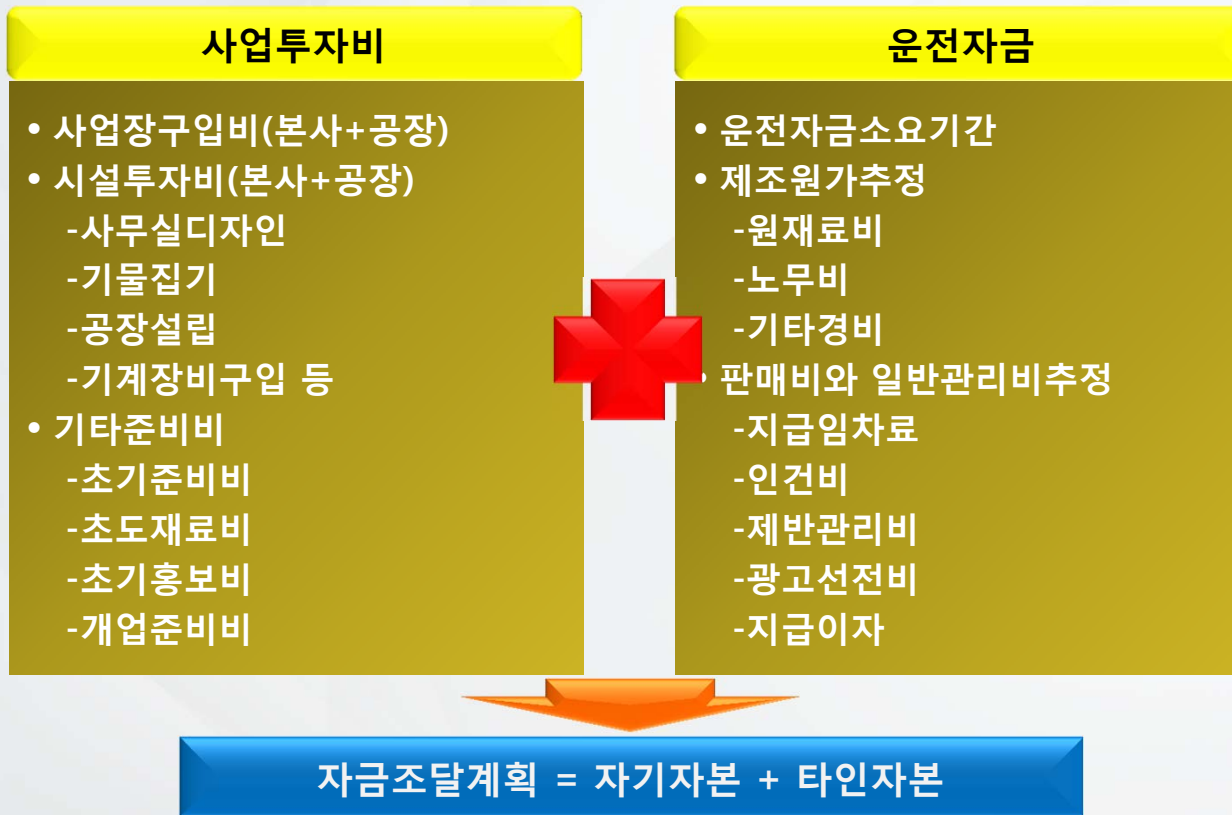 사업투자비
• 사업장구입비(본사+공장)
• 시설투자비(본사+공장)
-사무실디자인
-기물집기
-공장설립
-기계장비구입 등
• 기타준비비
-초기준비비
-초도재료비
-초기홍보비
-개업준비비
운전자금
• 운전자금소요기간
• 제조원가추정
-원재료비
-노무비
-기타경비
• 판매비와 일반관리비추정
-지급임차료
-인건비
-제반관리비
-광고선전비
-지급이자
자금조달계획 = 자기자본 + 타인자본